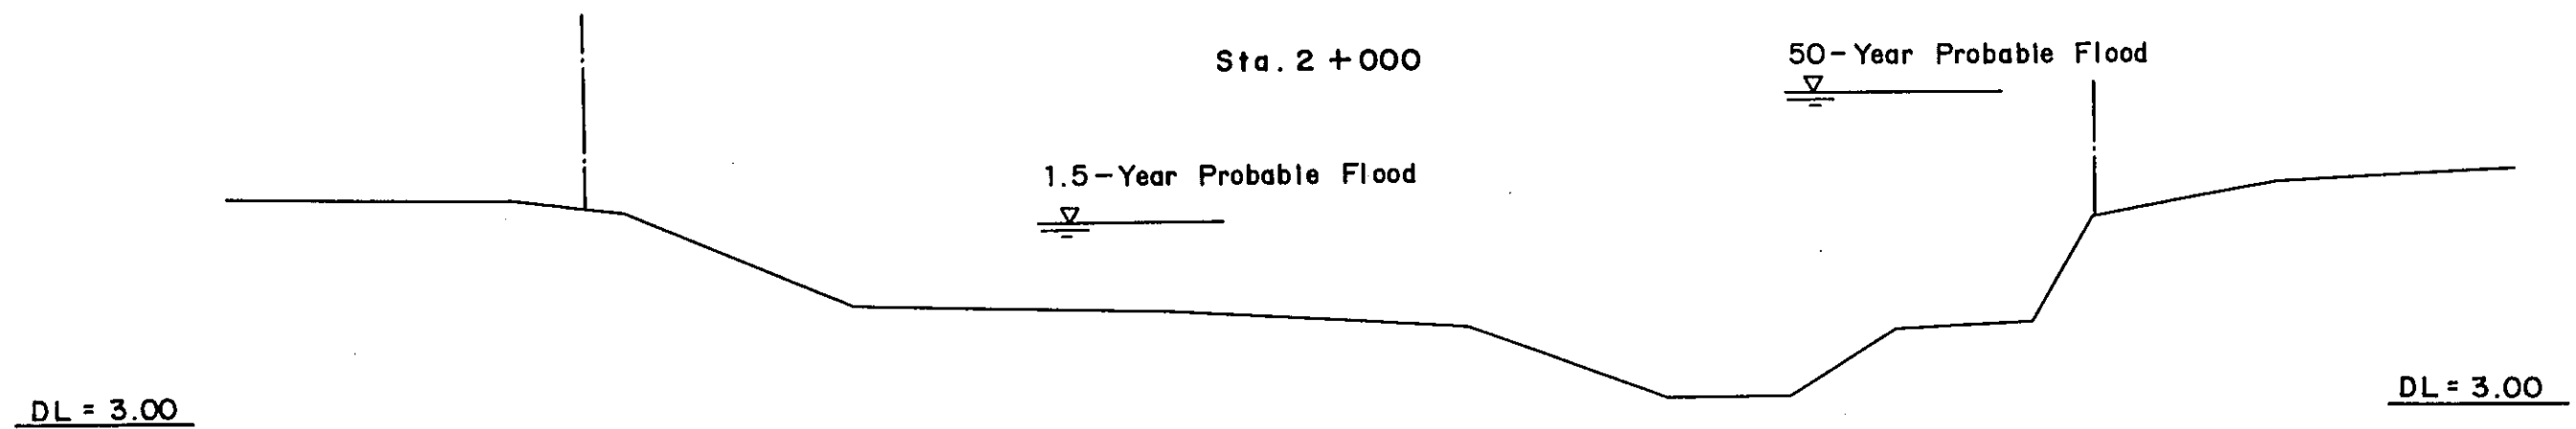 Sta. 2 + 000
50-Year Probable Flood
1.5-Year Probable Flood
DL = 3.00
DL = 3.00